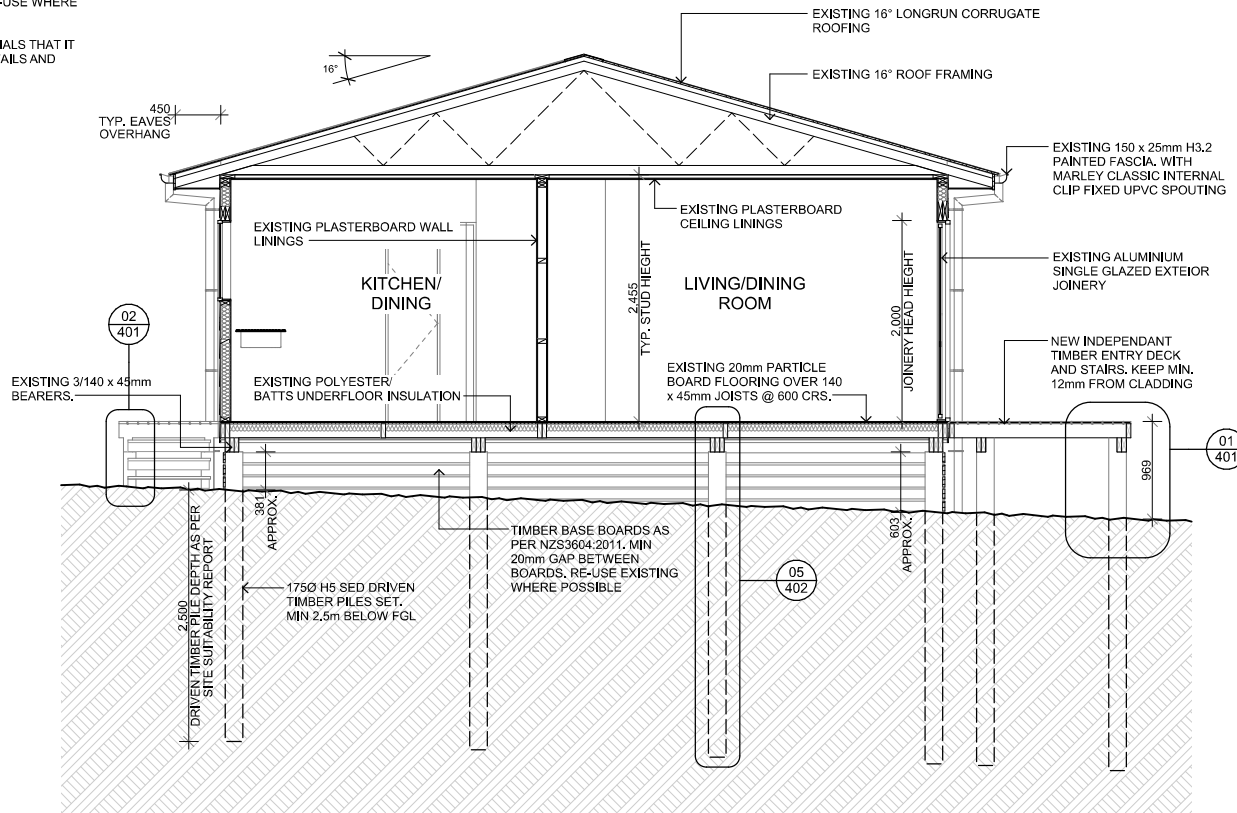 -USE WHERE
IALS THAT IT
AILS AND
EXISTING 16° LONGRUN CORRUGATE
ROOFING
16°
EXISTING 16° ROOF FRAMING
450
TYP. EAVES
OVERHANG
EXISTING 150 x 25mm H3.2
PAINTED FASCIA. WITH
MARLEY CLASSIC INTERNAL
CLIP FIXED UPVC SPOUTING
EXISTING PLASTERBOARD WALL
LININGS
EXISTING PLASTERBOARD
CEILING LININGS
EXISTING ALUMINIUM
SINGLE GLAZED EXTEIOR
JOINERY
KITCHEN/
DINING
2,455
TYP. STUD HIEGHT
LIVING/DINING
ROOM
2,000
JOINERY HEAD HIEGHT
02
401
NEW INDEPENDANT
TIMBER ENTRY DECK
AND STAIRS. KEEP MIN.
12mm FROM CLADDING
EXISTING 3/140 x 45mm
BEARERS.
EXISTING POLYESTER/
BATTS UNDERFLOOR INSULATION
EXISTING 20mm PARTICLE
BOARD FLOORING OVER 140
x 45mm JOISTS @ 600 CRS.
01
401
969
381
APPROX.
603
APPROX.
TIMBER BASE BOARDS AS
PER NZS3604:2011. MIN
20mm GAP BETWEEN
BOARDS. RE-USE EXISTING
WHERE POSSIBLE
05
402
2,500
DRIVEN TIMBER PILE DEPTH AS PER
SITE SUITABILITY REPORT
175Ø H5 SED DRIVEN
TIMBER PILES SET.
MIN 2.5m BELOW FGL